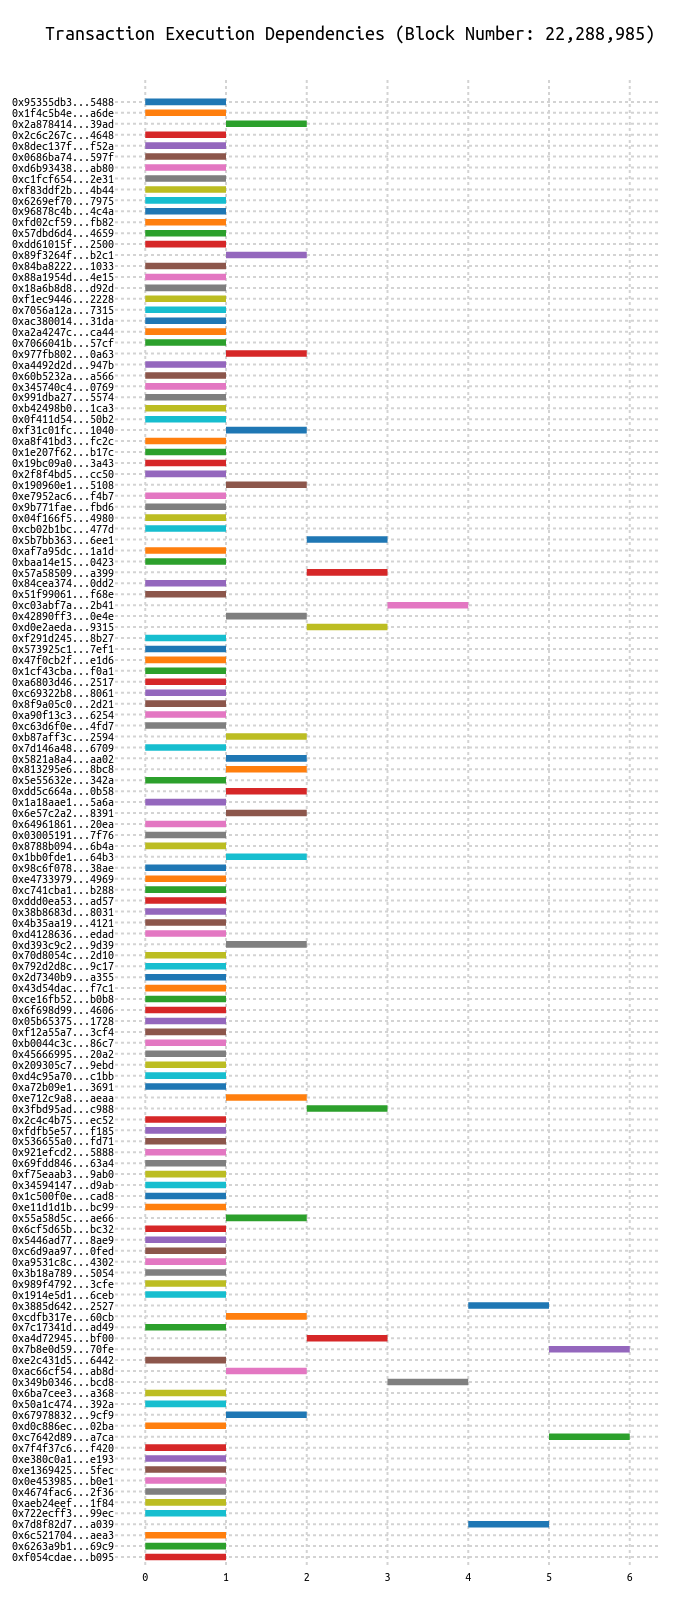 Transaction Execution Dependencies (Block Number: 22,288,985)
0x95355db3...5488
0x1f4c5b4e...a6de
0x2a878414...39ad
0x2c6c267c...4648
0x8dec137f...f52a
0x0686ba74...597f
0xd6b93438...ab80
0xc1fcf654...2e31
0xf83ddf2b...4b44
0x6269ef70...7975
0x96878c4b...4c4a
0xfd02cf59...fb82
0x57dbd6d4...4659
0xdd61015f...2500
0x89f3264f...b2c1
0x84ba8222...1033
0x88a1954d...4e15
0x18a6b8d8...d92d
0xf1ec9446...2228
0x7056a12a...7315
0xac380014...31da
0xa2a4247c...ca44
0x7066041b...57cf
0x977fb802...0a63
0xa4492d2d...947b
0x60b5232a...a566
0x345740c4...0769
0x991dba27...5574
0xb42498b0...1ca3
0x0f411d54...50b2
0xf31c01fc...1040
0xa8f41bd3...fc2c
0x1e207f62...b17c
0x19bc09a0...3a43
0x2f8f4bd5...cc50
0x190960e1...5108
0xe7952ac6...f4b7
0x9b771fae...fbd6
0x04f166f5...4980
0xcb02b1bc...477d
0x5b7bb363...6ee1
0xaf7a95dc...1a1d
0xbaa14e15...0423
0x57a58509...a399
0x84cea374...0dd2
0x51f99061...f68e
0xc03abf7a...2b41
0x42890ff3...0e4e
0xd0e2aeda...9315
0xf291d245...8b27
0x573925c1...7ef1
0x47f0cb2f...e1d6
0x1cf43cba...f0a1
0xa6803d46...2517
0xc69322b8...8061
0x8f9a05c0...2d21
0xa90f13c3...6254
0xc63d6f0e...4fd7
0xb87aff3c...2594
0x7d146a48...6709
0x5821a8a4...aa02
0x813295e6...8bc8
0x5e55632e...342a
0xdd5c664a...0b58
0x1a18aae1...5a6a
0x6e57c2a2...8391
0x64961861...20ea
0x03005191...7f76
0x8788b094...6b4a
0x1bb0fde1...64b3
0x98c6f078...38ae
0xe4733979...4969
0xc741cba1...b288
0xddd0ea53...ad57
0x38b8683d...8031
0x4b35aa19...4121
0xd4128636...edad
0xd393c9c2...9d39
0x70d8054c...2d10
0x792d2d8c...9c17
0x2d7340b9...a355
0x43d54dac...f7c1
0xce16fb52...b0b8
0x6f698d99...4606
0x05b65375...1728
0xf12a55a7...3cf4
0xb0044c3c...86c7
0x45666995...20a2
0x209305c7...9ebd
0xd4c95a70...c1bb
0xa72b09e1...3691
0xe712c9a8...aeaa
0x3fbd95ad...c988
0x2c4c4b75...ec52
0xfdfb5e57...f185
0x536655a0...fd71
0x921efcd2...5888
0x69fdd846...63a4
0xf75eaab3...9ab0
0x34594147...d9ab
0x1c500f0e...cad8
0xe11d1d1b...bc99
0x55a58d5c...ae66
0x6cf5d65b...bc32
0x5446ad77...8ae9
0xc6d9aa97...0fed
0xa9531c8c...4302
0x3b18a789...5054
0x989f4792...3cfe
0x1914e5d1...6ceb
0x3885d642...2527
0xcdfb317e...60cb
0x7c17341d...ad49
0xa4d72945...bf00
0x7b8e0d59...70fe
0xe2c431d5...6442
0xac66cf54...ab8d
0x349b0346...bcd8
0x6ba7cee3...a368
0x50a1c474...392a
0x67978832...9cf9
0xd0c886ec...02ba
0xc7642d89...a7ca
0x7f4f37c6...f420
0xe380c0a1...e193
0xe1369425...5fec
0x0e453985...b0e1
0x4674fac6...2f36
0xaeb24eef...1f84
0x722ecff3...99ec
0x7d8f82d7...a039
0x6c521704...aea3
0x6263a9b1...69c9
0xf054cdae...b095
0 1 2 3 4 5 6